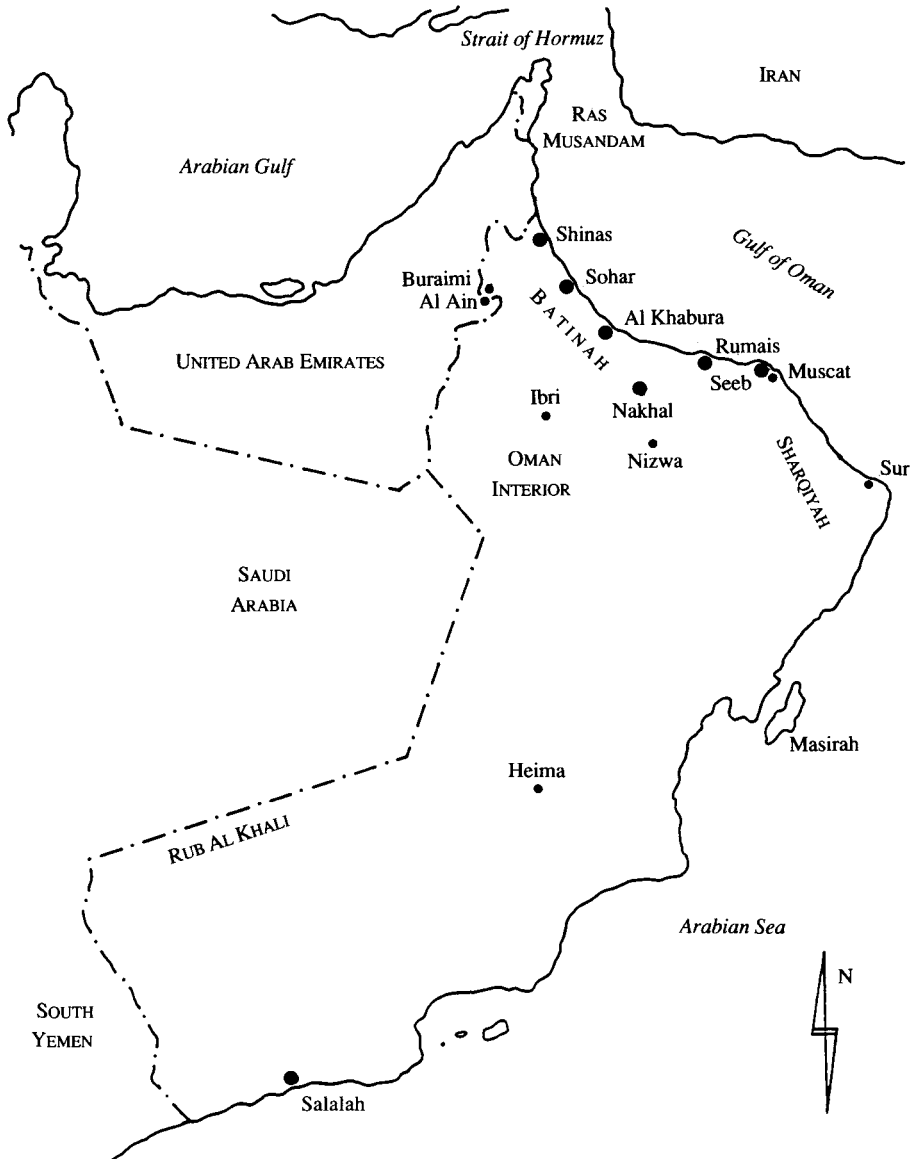 Strait of Hormuz
IRAN
RAS
MUSANDAM
Arabian Gulf
Shinas
Gulf of Oman
Buraimi
Sohar
Al Ain
BATINAH
Al Khabura
Rumais
UNITED ARAB EMIRATES
Muscat
Seeb
Ibri
Nakhal
OMAN
INTERIOR
Nizwa
SHARQIYAH
Sur
SAUDI
ARABIA
Masirah
Heima
RUB AL KHALI
Arabian Sea
N
SOUTH
YEMEN
Salalah